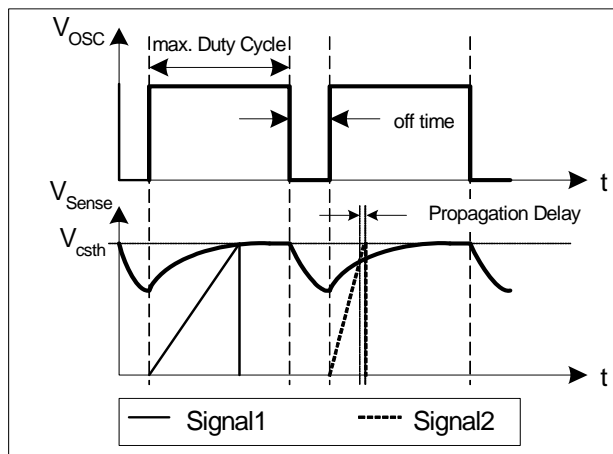 V_OSC
max. Duty Cycle
off time
t
V_Sense
Propagation Delay
V_csth
t
Signal1 Signal2